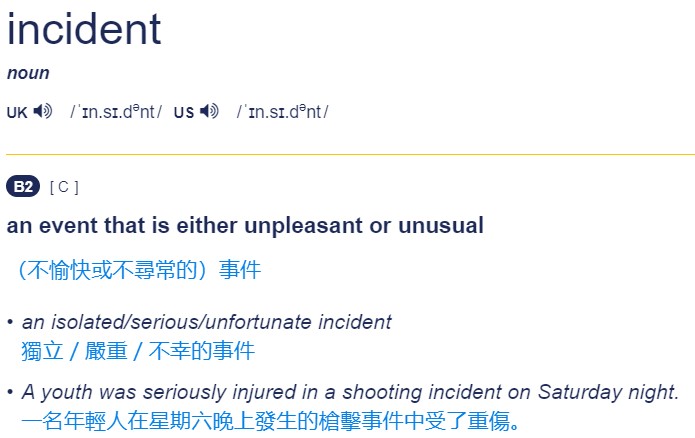 incident
noun
UK /ˈɪn.sɪ.dᵊnt/ US /ˈɪn.sɪ.dᵊnt/
B2 [ C ]
an event that is either unpleasant or unusual
（不愉快或不尋常的）事件
• an isolated/serious/unfortunate incident
獨立／嚴重／不幸的事件
• A youth was seriously injured in a shooting incident on Saturday night.
一名年輕人在星期六晚上發生的槍擊事件中受了重傷。